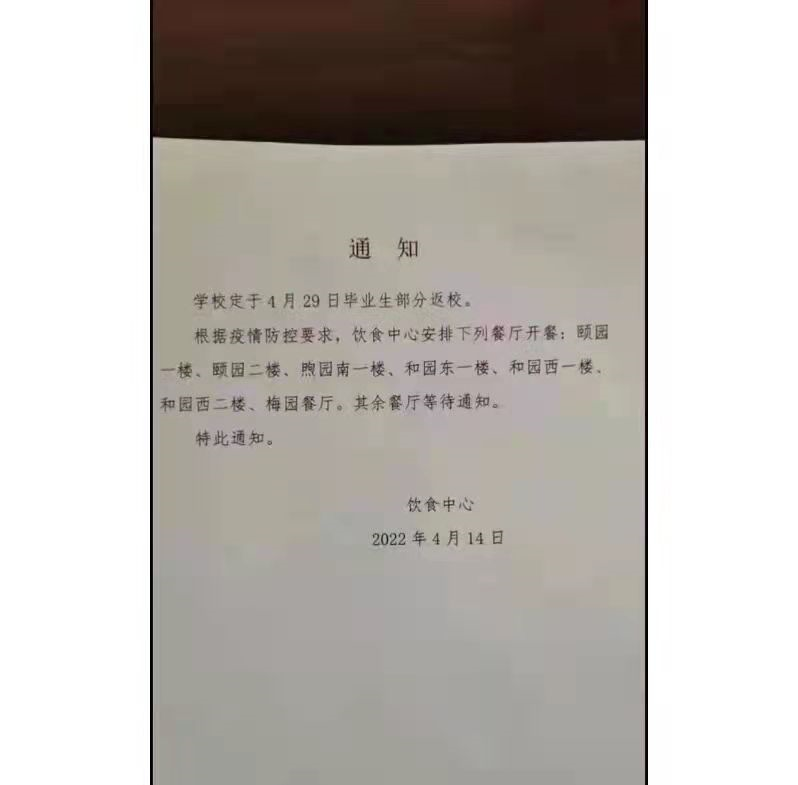 通 知
学校定于 4 月 29 日毕业生部分返校。
根据疫情防控要求，饮食中心安排下列餐厅开餐：颐园
一楼、颐园二楼、煦园南一楼、和园东一楼、和园西一楼、
和园西二楼、梅园餐厅。其余餐厅等待通知。
特此通知。
饮食中心
2022 年 4 月 14 日